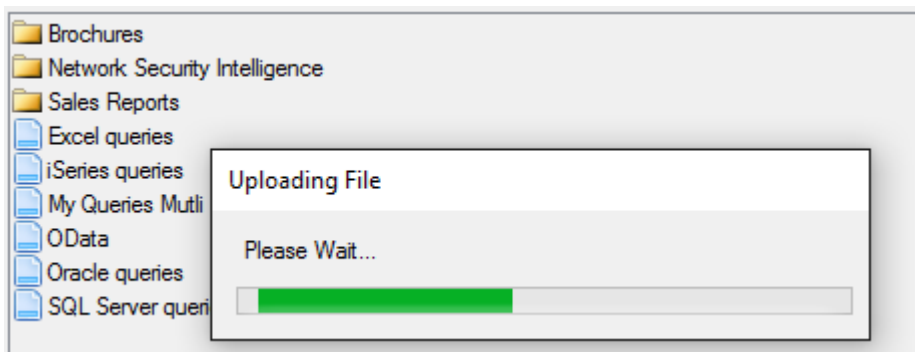 Brochures
Network Security Intelligence
Sales Reports
Excel queries
iSeries queries
Uploading File
My Queries Mutli
OData
Please Wait...
Oracle queries
SQL Server queri